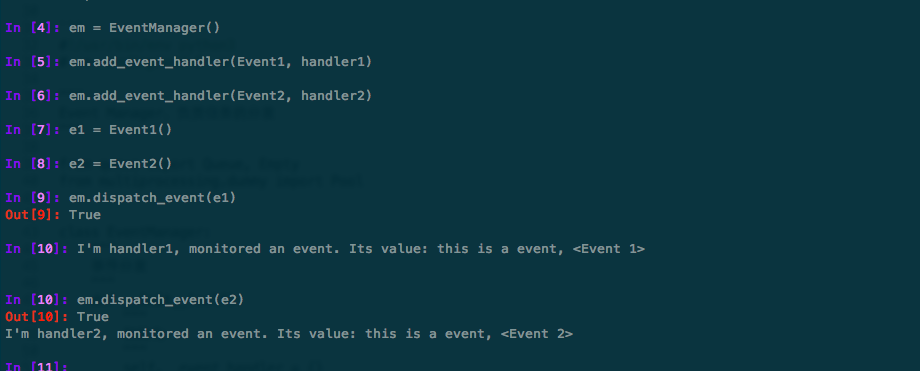 In [4]: em = EventManager()
In [5]: em.add_event_handler(Event1, handler1)
In [6]: em.add_event_handler(Event2, handler2)
In [7]: e1 = Event1()
In [8]: e2 = Event2()
In [9]: em.dispatch_event(e1)
Out[9]: True
In [10]: I'm handler1, monitored an event. Its value: this is a event, <Event 1>
In [10]: em.dispatch_event(e2)
Out[10]: True
I'm handler2, monitored an event. Its value: this is a event, <Event 2>
In [11]: